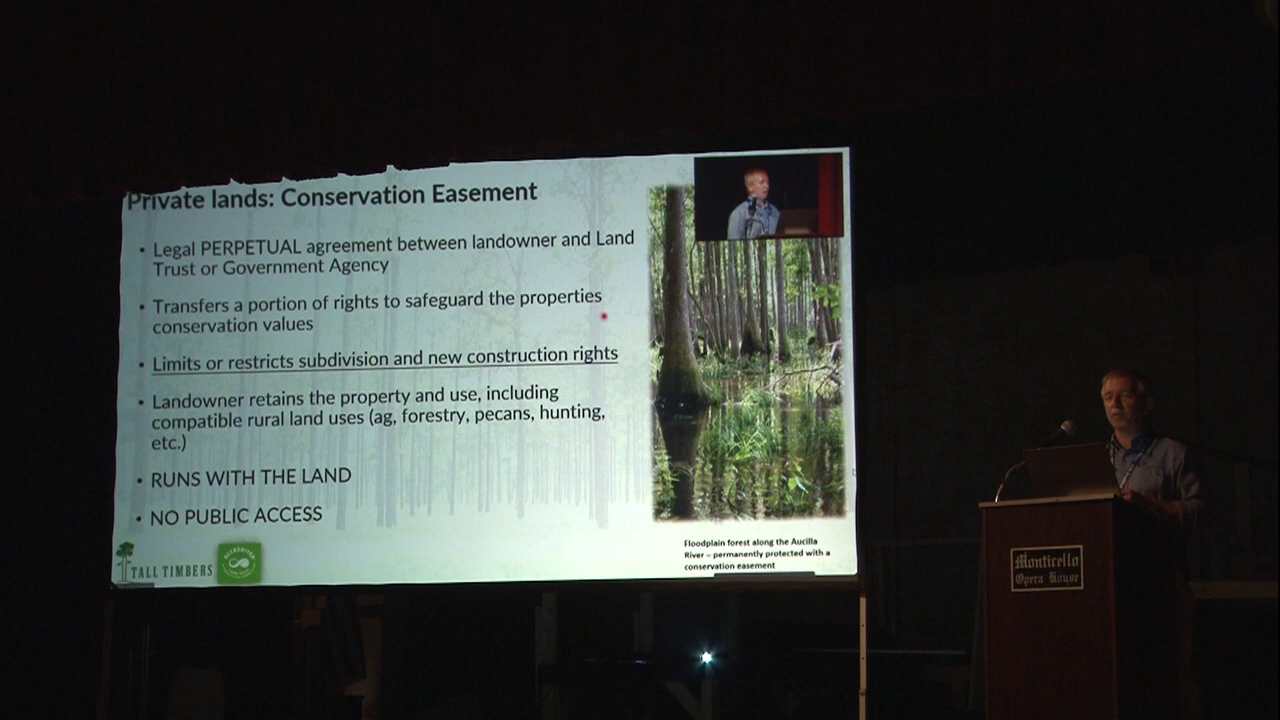 Private lands: Conservation Easement
• Legal PERPETUAL agreement between landowner and Land
Trust or Government Agency
• Transfers a portion of rights to safeguard the properties
conservation values
• Limits or restricts subdivision and new construction rights
• Landowner retains the property and use, including
compatible rural land uses (ag, forestry, pecans, hunting,
etc.)
• RUNS WITH THE LAND
• NO PUBLIC ACCESS
TALL TIMBERS
ACCREDITED
Floodplain forest along the Aucilla
River – permanently protected with a
conservation easement
Monticello
Opera House